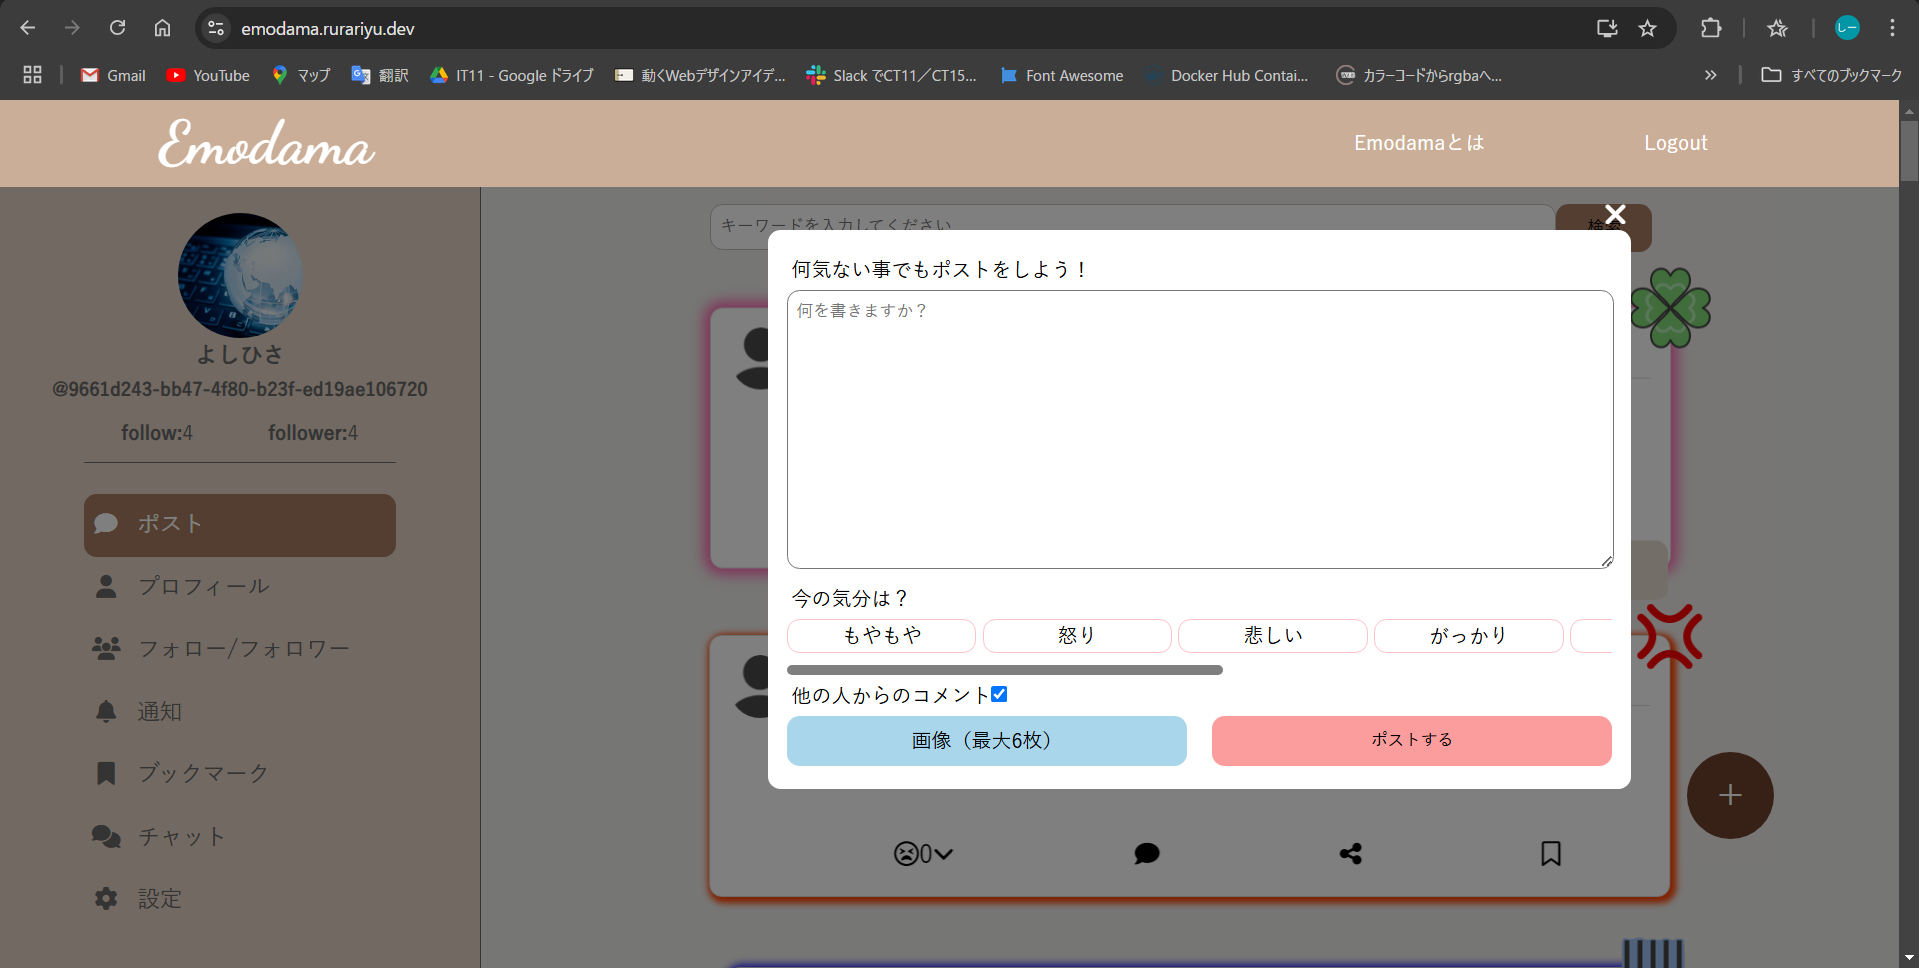 emodama.rurariyu.dev
しー
Gmail
YouTube
マップ
翻訳
IT11 - Google ドライブ
動くWebデザインアイデ...
Slack でCT11／CT15...
Font Awesome
Docker Hub Contai...
カラーコードからrgbaへ...
すべてのブックマーク
Emodama
Emodamaとは
Logout
よしひさ
@9661d243-bb47-4f80-b23f-ed19ae106720
follow:4
follower:4
ポスト
プロフィール
フォロー/フォロワー
通知
ブックマーク
チャット
設定
キーワードを入力してください
検索
何気ない事でもポストをしよう！
何を書きますか？
今の気分は？
もやもや
怒り
悲しい
がっかり
他の人からのコメント
画像（最大6枚）
ポストする
0